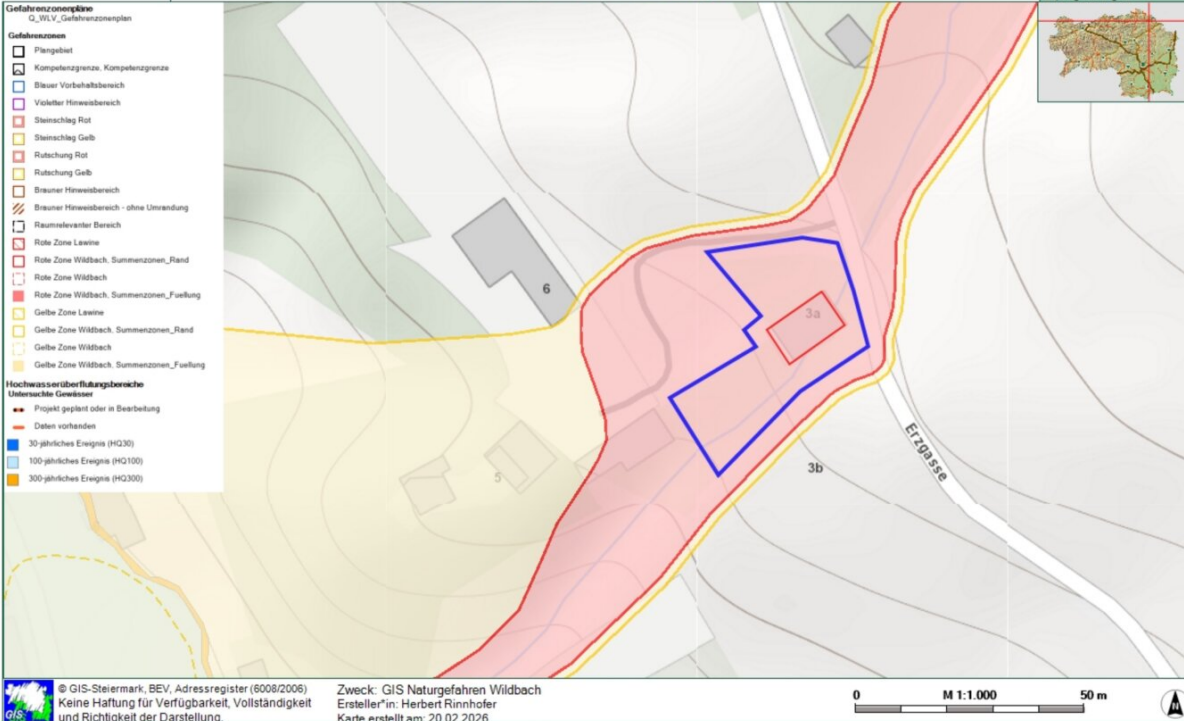 Gefahrenzonenpläne
Q_WLV_Gefahrenzonenplan
Gefahrenzonen
Plangebiet
Kompetenzgrenze, Kompetenzgrenze
Blauer Vorbehaltsbereich
Violetter Hinweisbereich
Steinschlag Rot
Steinschlag Gelb
Rutschung Rot
Rutschung Gelb
Brauner Hinweisbereich
Brauner Hinweisbereich - ohne Umrandung
Raumrelevanter Bereich
Rote Zone Lawine
Rote Zone Wildbach, Summenzonen_Rand
Rote Zone Wildbach
Rote Zone Wildbach, Summenzonen_Fuellung
Gelbe Zone Lawine
Gelbe Zone Wildbach, Summenzonen_Rand
Gelbe Zone Wildbach
Gelbe Zone Wildbach, Summenzonen_Fuellung
Hochwasserüberflutungsbereiche
Untersuchte Gewässer
Projekt geplant oder in Bearbeitung
Daten vorhanden
30-jährliches Ereignis (HQ30)
100-jährliches Ereignis (HQ100)
300-jährliches Ereignis (HQ300)
6
3a
5
3b
Erzgasse
GIS
© GIS-Steiermark, BEV, Adressregister (6008/2006)
Keine Haftung für Verfügbarkeit, Vollständigkeit
und Richtigkeit der Darstellung.
Zweck: GIS Naturgefahren Wildbach
Ersteller*in: Herbert Rinnhofer
Karte erstellt am: 20.02.2026
0 M 1:1.000 50 m
N